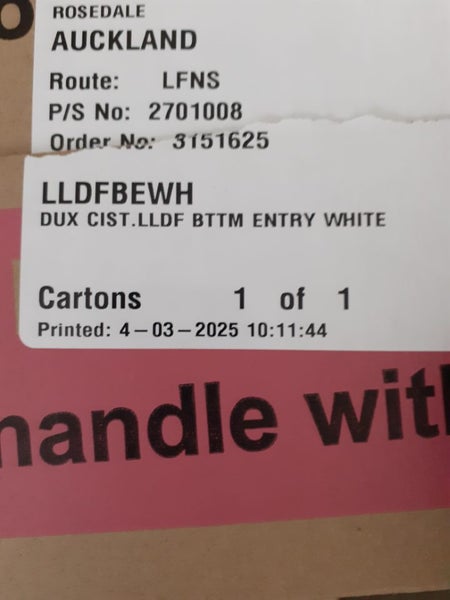 ROSEDALE
AUCKLAND
Route: LFNS
P/S No: 2701008
Order No: 3151625
LLDFBEWH
DUX CIST.LLDF BTTM ENTRY WHITE
Cartons 1 of 1
Printed: 4-03-2025 10:11:44
handle with